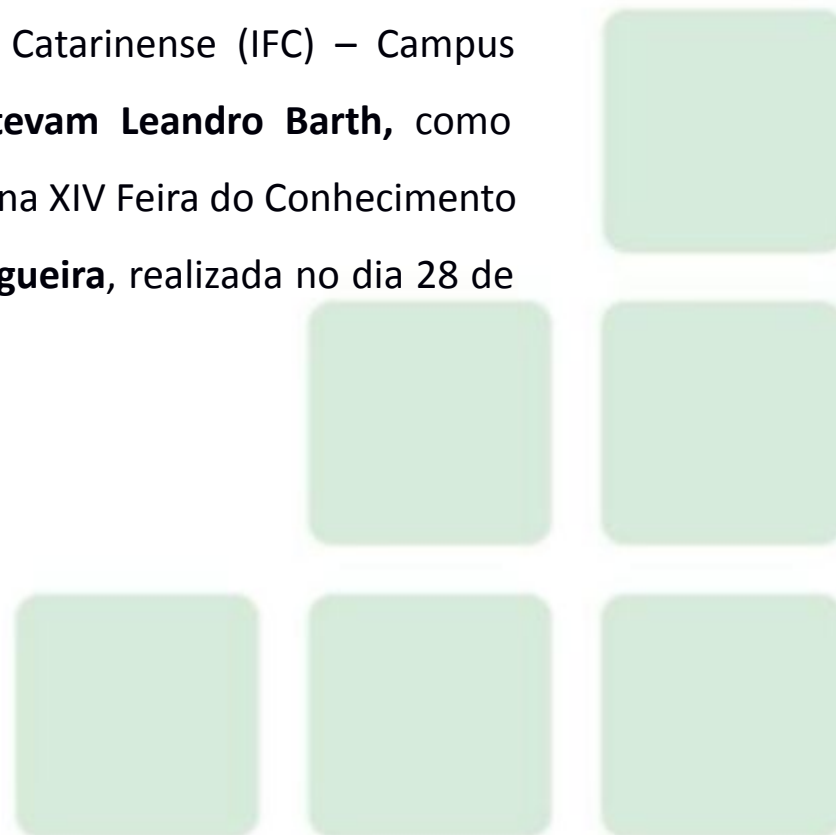 Catarinense (IFC) – Campus
tevam Leandro Barth, como
na XIV Feira do Conhecimento
gueira, realizada no dia 28 de